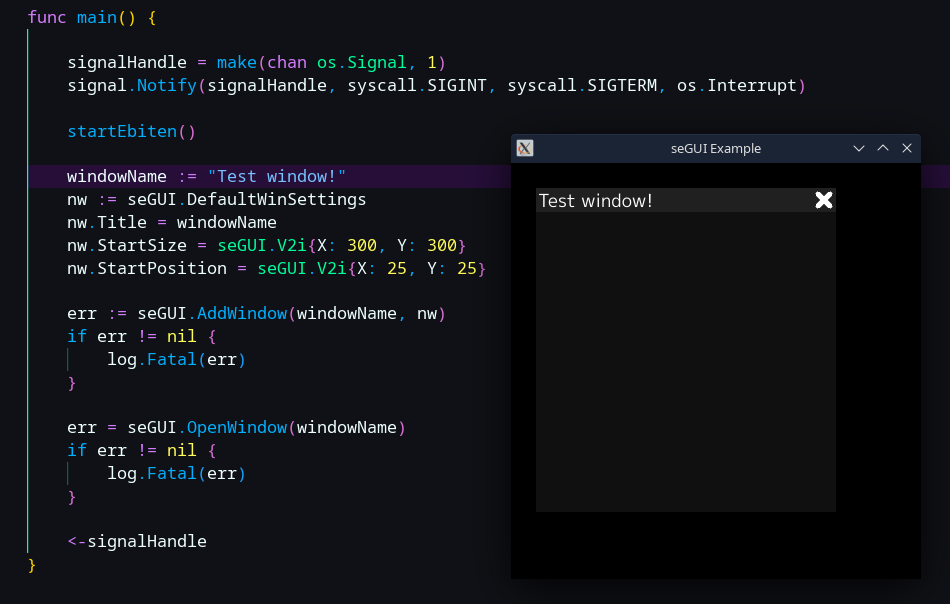 func main() {
signalHandle = make(chan os.Signal, 1)
signal.Notify(signalHandle, syscall.SIGINT, syscall.SIGTERM, os.Interrupt)
startEbiten()
windowName := "Test window!"
nw := seGUI.DefaultWinSettings
nw.Title = windowName
nw.StartSize = seGUI.V2i{X: 300, Y: 300}
nw.StartPosition = seGUI.V2i{X: 25, Y: 25}
err := seGUI.AddWindow(windowName, nw)
if err != nil {
log.Fatal(err)
}
err = seGUI.OpenWindow(windowName)
if err != nil {
log.Fatal(err)
}
<-signalHandle
}
seGUI Example
Test window!